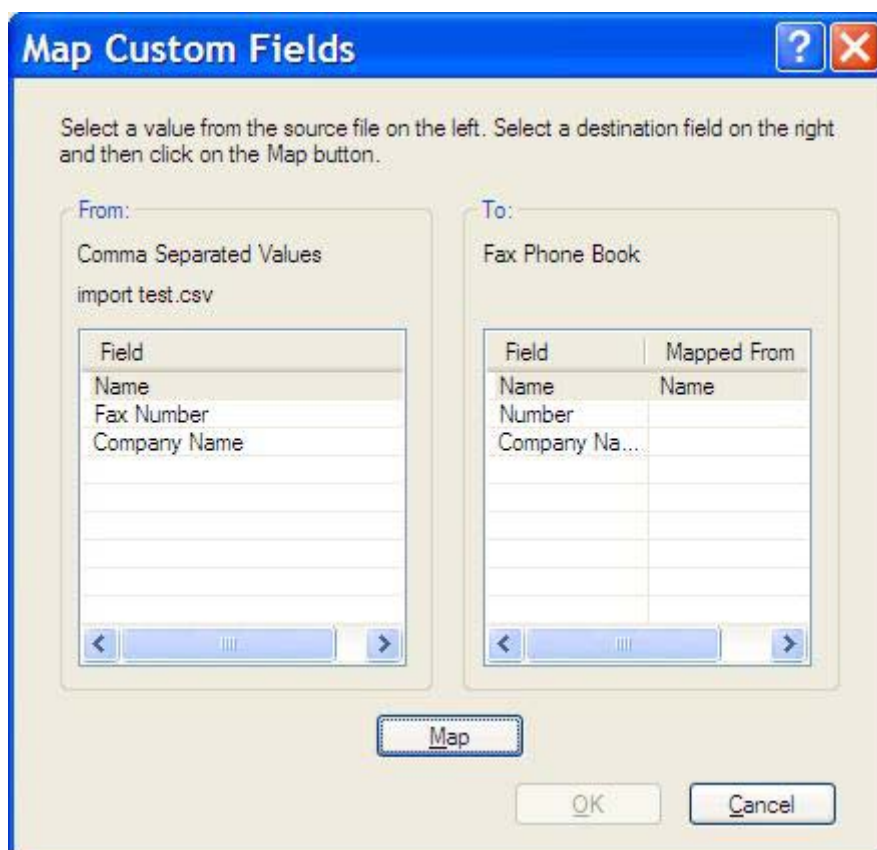 Map Custom Fields
Select a value from the source file on the left. Select a destination field on the right
and then click on the Map button.
From:
Comma Separated Values
import test.csv
Field
Name
Fax Number
Company Name
To:
Fax Phone Book
Field Mapped From
Name Name
Number
Company Na...
Map
OK Cancel